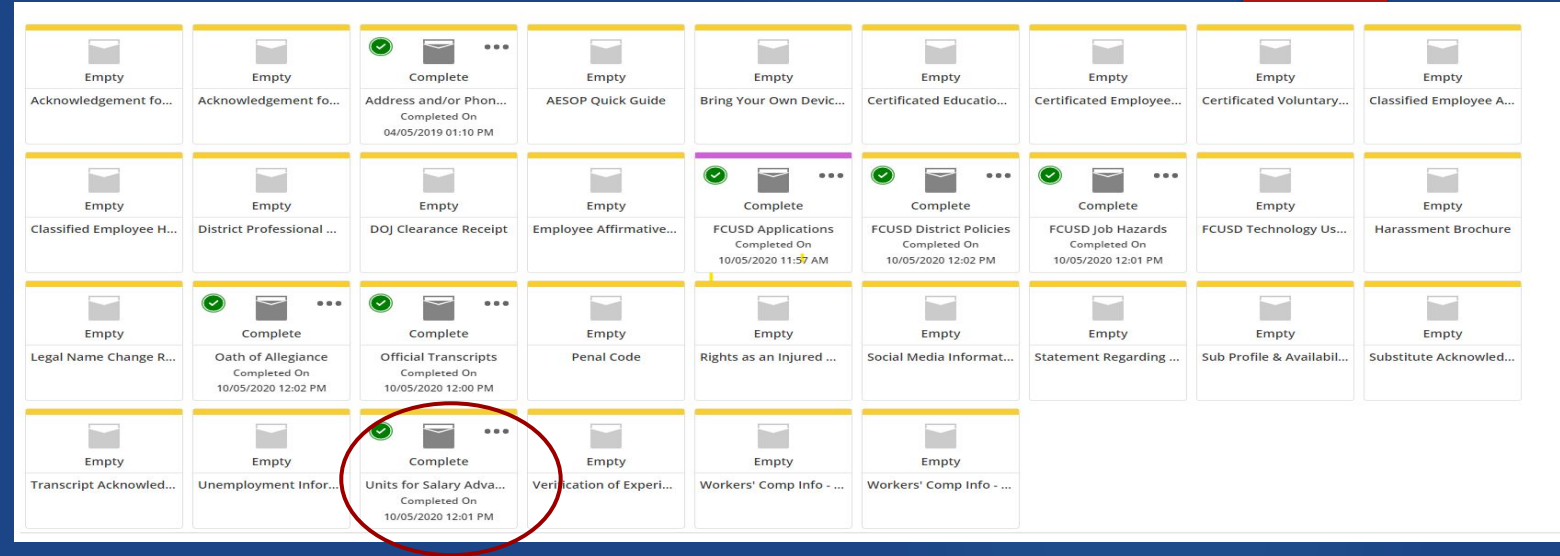 Empty
Acknowledgement fo...
Empty
Acknowledgement fo...
Complete
Address and/or Phon...
Completed On
04/05/2019 01:10 PM
Empty
AESOP Quick Guide
Empty
Bring Your Own Devic...
Empty
Certificated Educatio...
Empty
Certificated Employee...
Empty
Certificated Voluntary...
Empty
Classified Employee A...
Empty
Classified Employee H...
Empty
District Professional ...
Empty
DOJ Clearance Receipt
Empty
Employee Affirmative...
Complete
FCUSD Applications
Completed On
10/05/2020 11:57 AM
Complete
FCUSD District Policies
Completed On
10/05/2020 12:02 PM
Complete
FCUSD Job Hazards
Completed On
10/05/2020 12:01 PM
Empty
FCUSD Technology Us...
Empty
Harassment Brochure
Empty
Legal Name Change R...
Complete
Oath of Allegiance
Completed On
10/05/2020 12:02 PM
Complete
Official Transcripts
Completed On
10/05/2020 12:00 PM
Empty
Penal Code
Empty
Rights as an Injured ...
Empty
Social Media Informat...
Empty
Statement Regarding ...
Empty
Sub Profile & Availabil...
Empty
Substitute Acknowled...
Empty
Transcript Acknowled...
Empty
Unemployment Infor...
Complete
Units for Salary Adva...
Completed On
10/05/2020 12:01 PM
Empty
Verification of Experi...
Empty
Workers' Comp Info - ...
Empty
Workers' Comp Info - ...